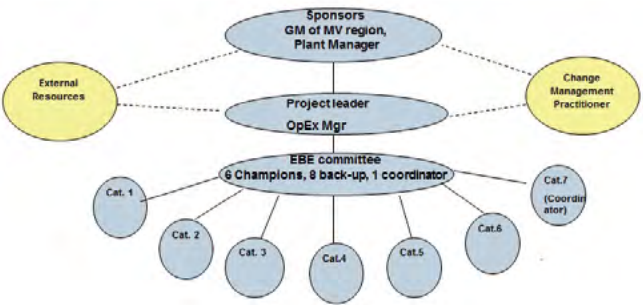 Sponsors
GM of MV region,
Plant Manager
External
Resources
Change
Management
Practitioner
Project leader
OpEx Mgr
EBE committee
6 Champions, 8 back-up, 1 coordinator
Cat. 1
Cat. 2
Cat. 3
Cat.4
Cat.5
Cat.6
Cat.7
(Coordin
ator)